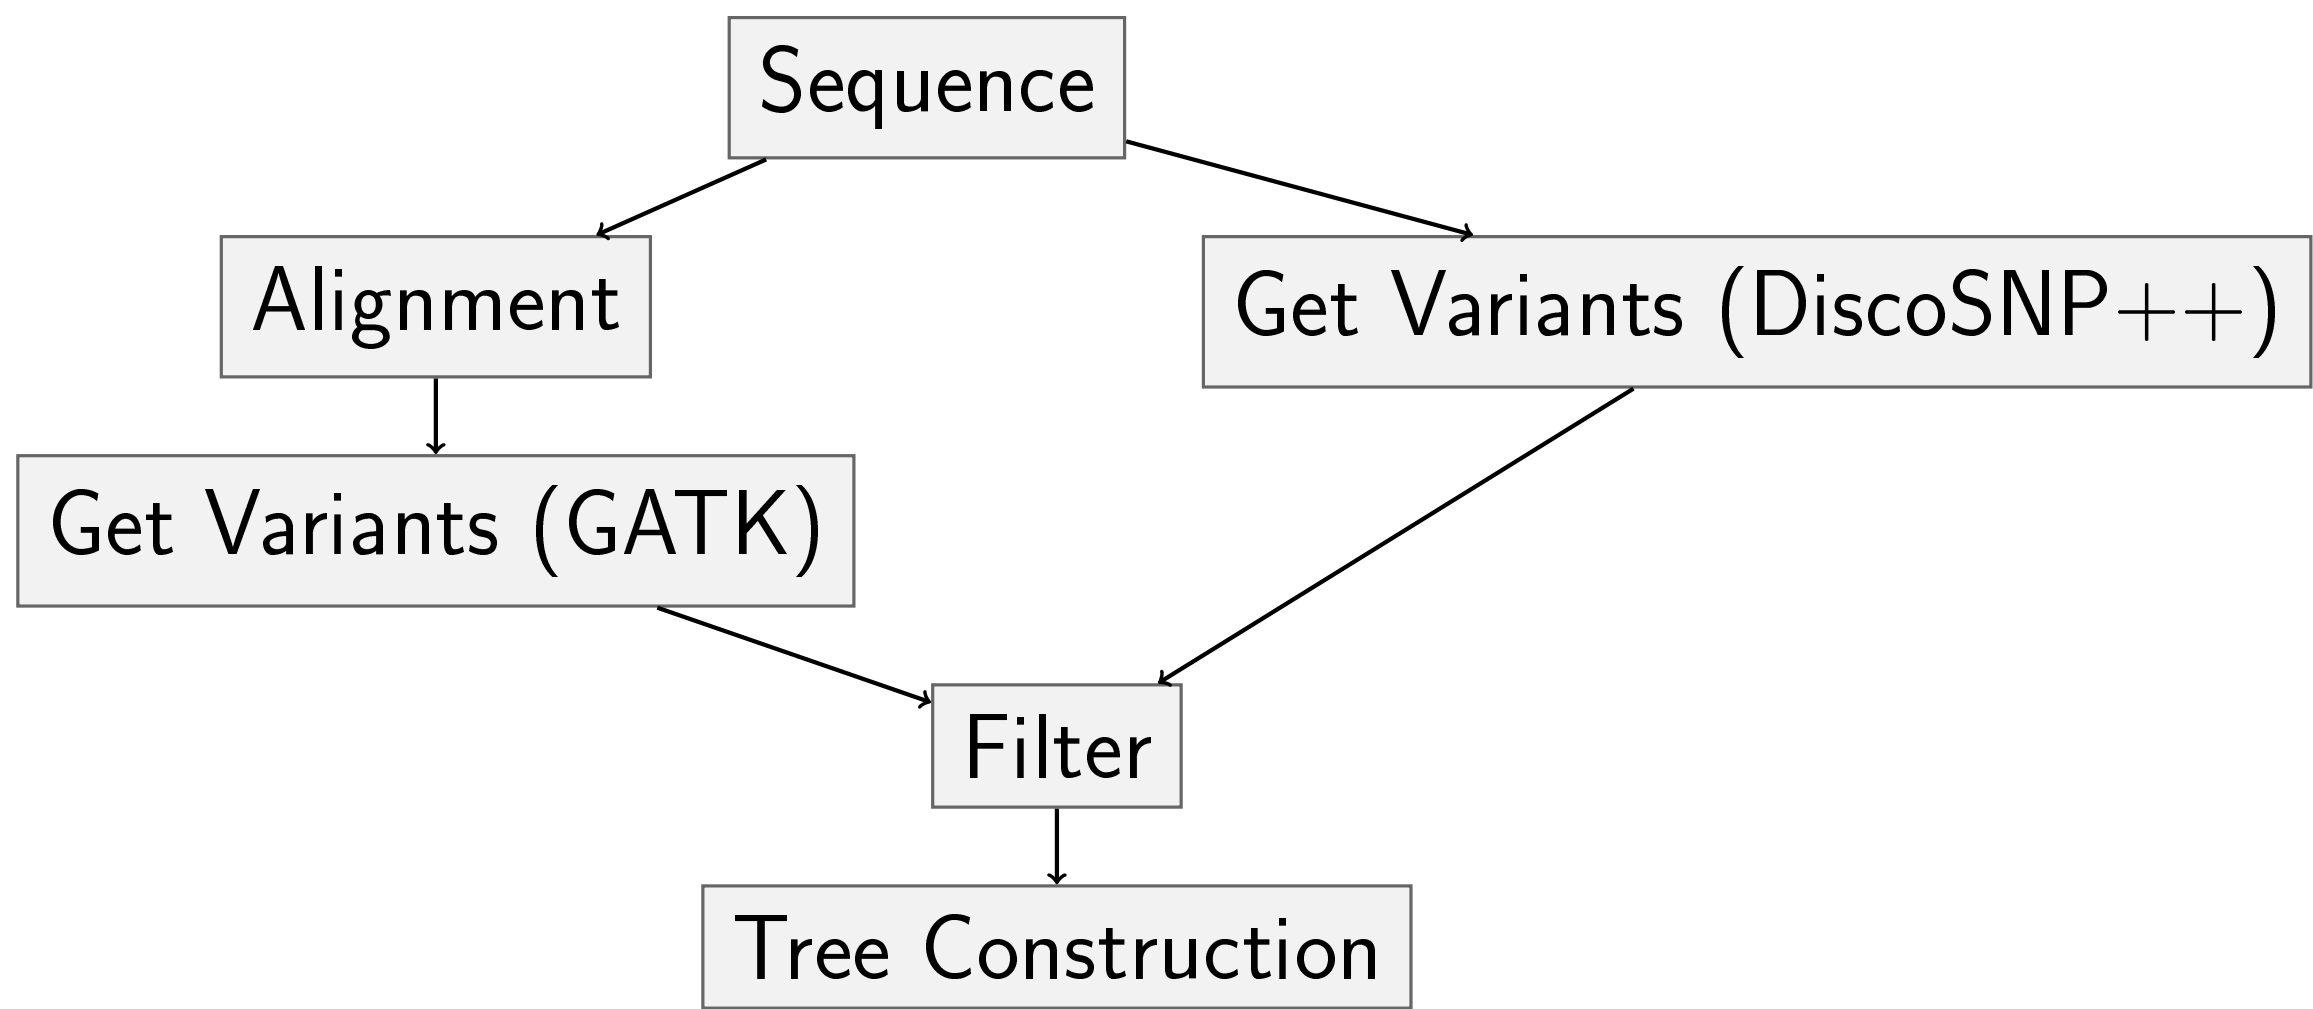 Sequence
Alignment
Get Variants (DiscoSNP++)
Get Variants (GATK)
Filter
Tree Construction